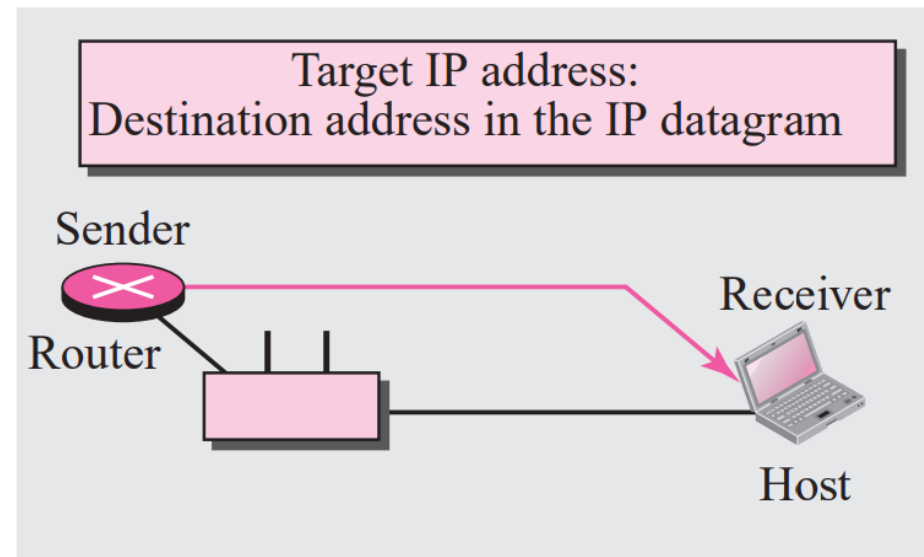 Target IP address:
Destination address in the IP datagram
Sender
Receiver
Router
Host